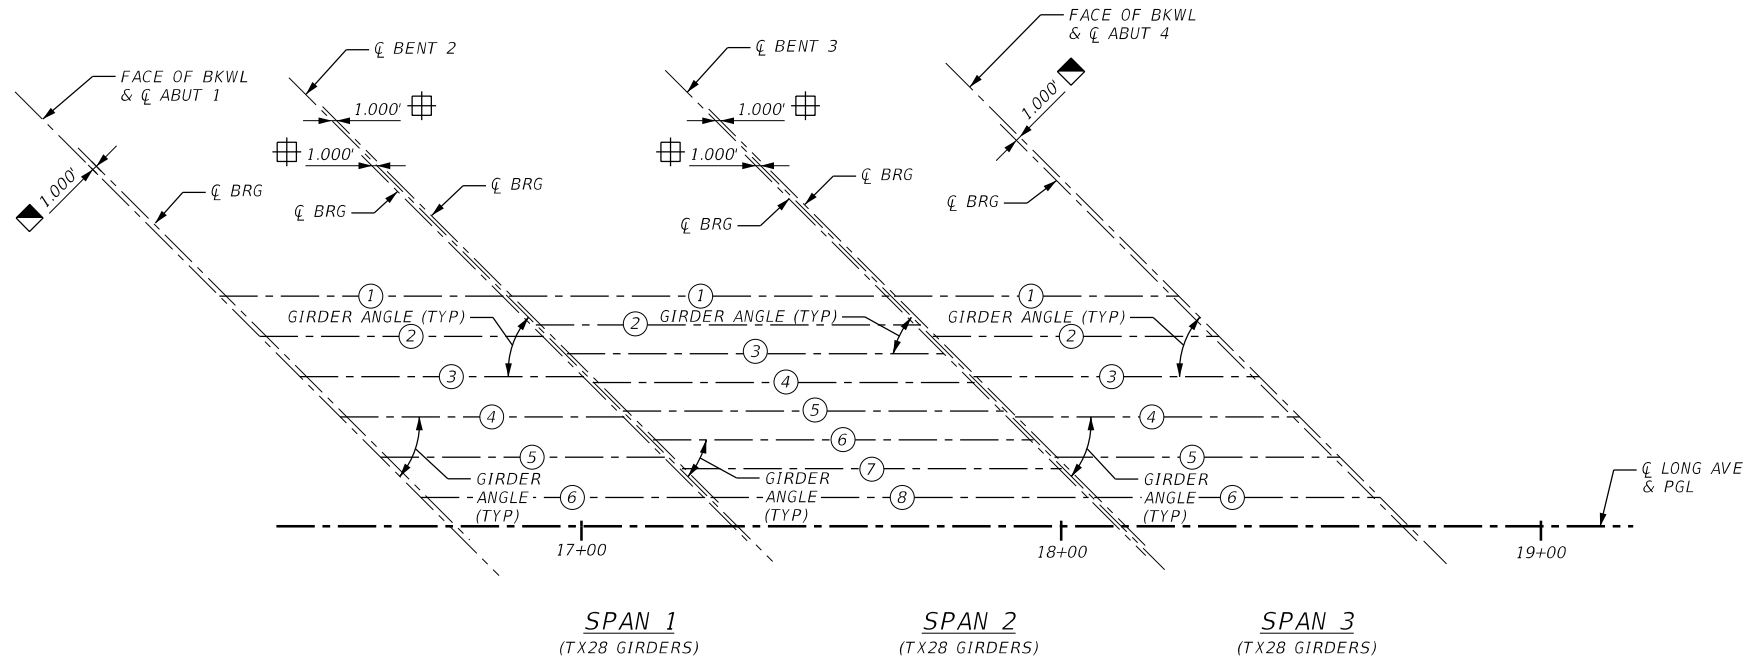 FACE OF BKWL
& ℄ ABUT 1
℄ BENT 2
℄ BENT 3
FACE OF BKWL
& ℄ ABUT 4
1.000'
1.000'
1.000'
1.000'
1.000'
1.000'
℄ BRG
℄ BRG
℄ BRG
℄ BRG
℄ BRG
℄ BRG
1
1
1
GIRDER ANGLE (TYP)
2
GIRDER ANGLE (TYP)
GIRDER ANGLE (TYP)
2
2
3
3
3
4
4
4
5
5
5
6
6
7
8
6
GIRDER
ANGLE
(TYP)
GIRDER
ANGLE
(TYP)
GIRDER
ANGLE
(TYP)
℄ LONG AVE
& PGL
17+00
18+00
19+00
SPAN 1
(TX28 GIRDERS)
SPAN 2
(TX28 GIRDERS)
SPAN 3
(TX28 GIRDERS)